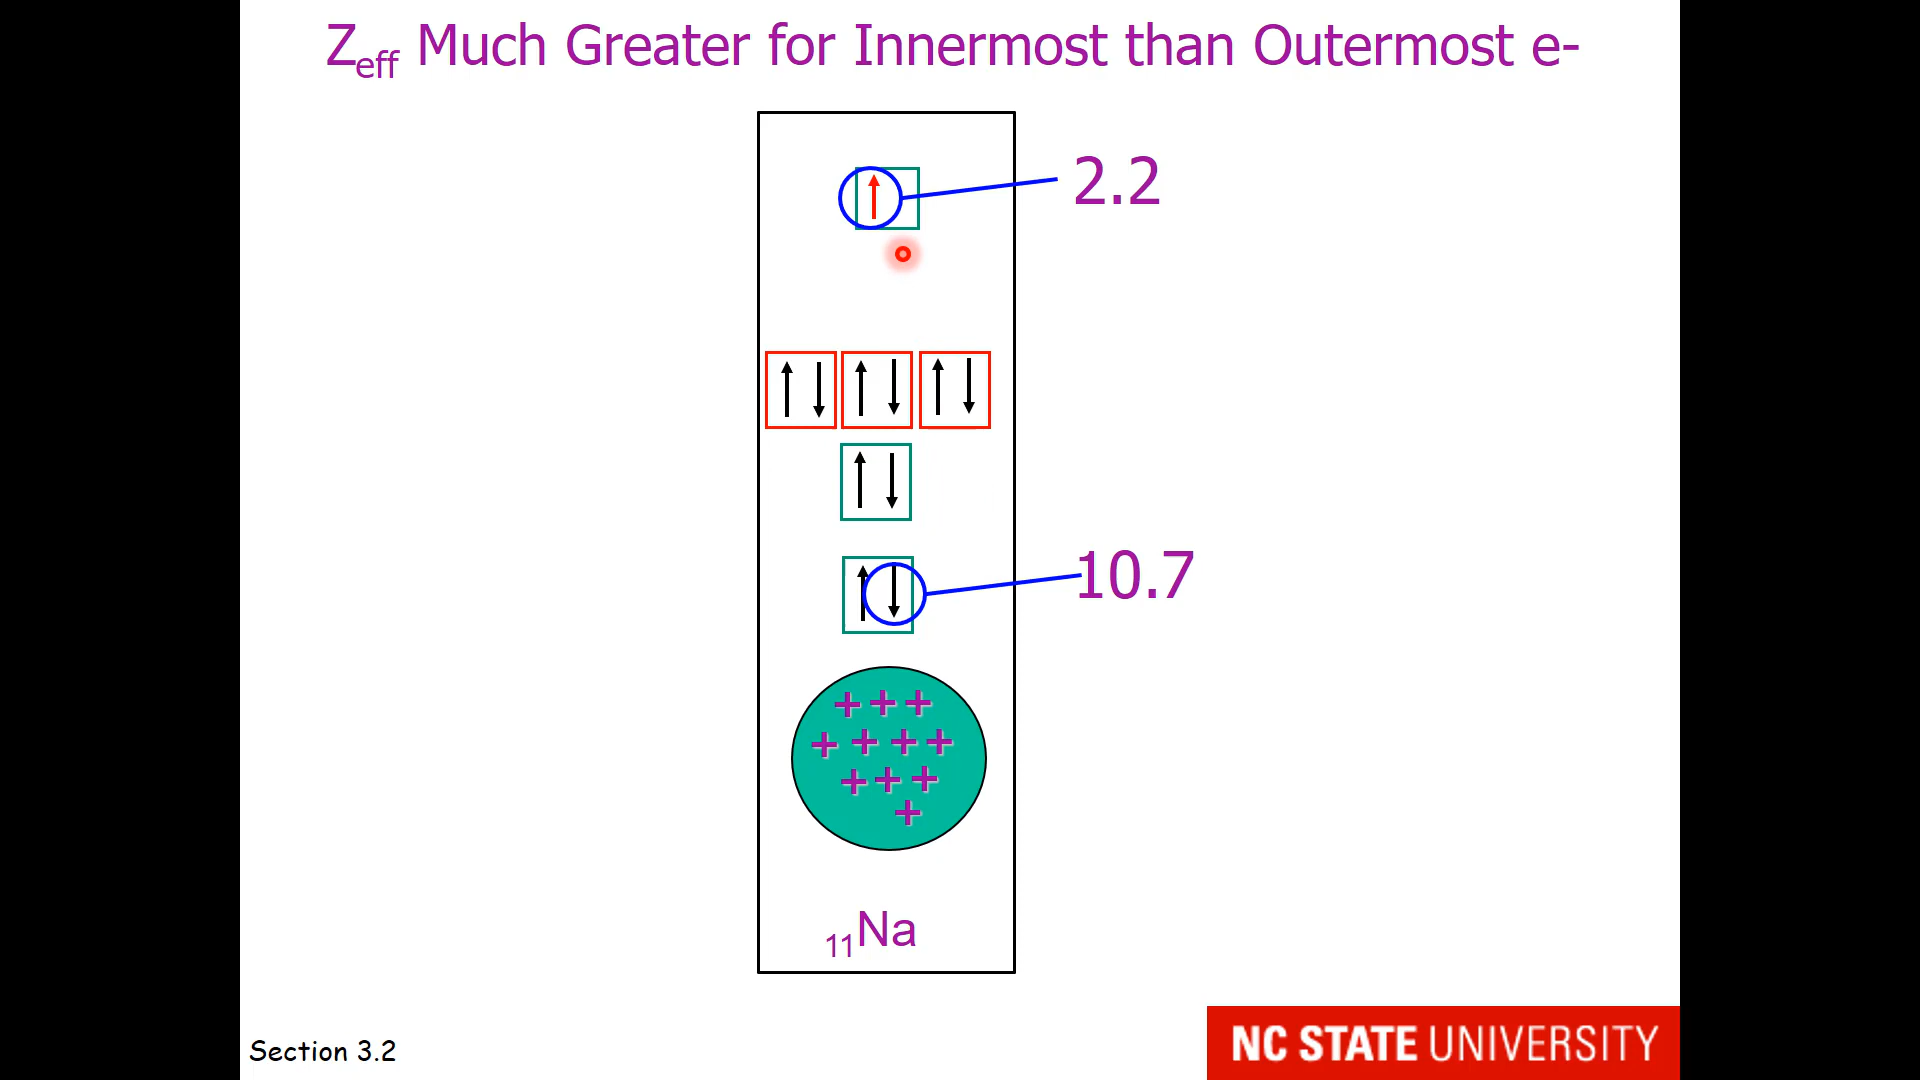 Zeff Much Greater for Innermost than Outermost e-
2.2
10.7
+ + +
+ + + +
+ + +
+
11Na
Section 3.2
NC STATE UNIVERSITY